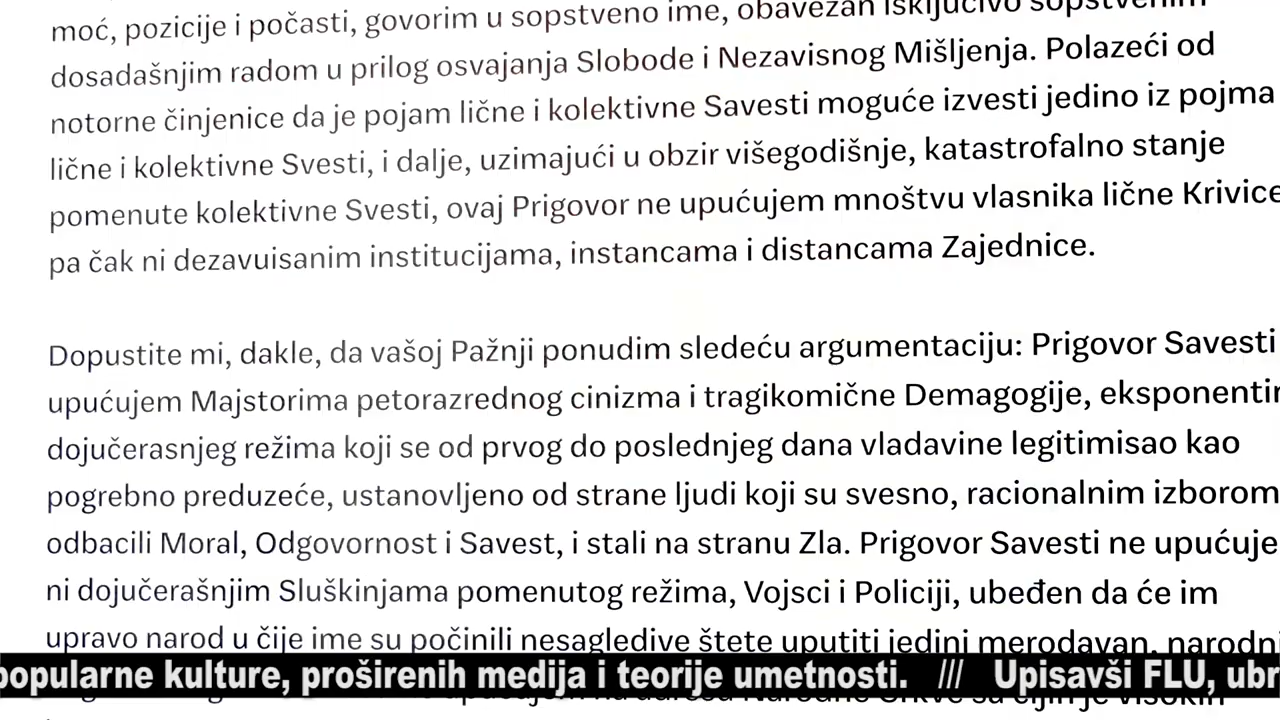 moć, pozicije i počasti, govorim u sopstveno ime, obavezan isključivo sopstvenim
dosadašnjim radom u prilog osvajanja Slobode i Nezavisnog Mišljenja. Polazeći od
notorne činjenice da je pojam lične i kolektivne Savesti moguće izvesti jedino iz pojma
lične i kolektivne Svesti, i dalje, uzimajući u obzir višegodišnje, katastrofalno stanje
pomenute kolektivne Svesti, ovaj Prigovor ne upućujem mnoštvu vlasnika lične Krivice
pa čak ni dezavuisanim institucijama, instancama i distancama Zajednice.
Dopustite mi, dakle, da vašoj Pažnji ponudim sledeću argumentaciju: Prigovor Savesti
upućujem Majstorima petorazrednog cinizma i tragikomične Demagogije, eksponentim
dojučerasnjeg režima koji se od prvog do poslednjeg dana vladavine legitimisao kao
pogrebno preduzeće, ustanovljeno od strane ljudi koji su svesno, racionalnim izborom
odbacili Moral, Odgovornost i Savest, i stali na stranu Zla. Prigovor Savesti ne upućuje
ni dojučerašnjim Sluškinjama pomenutog režima, Vojsci i Policiji, ubeđen da će im
upravo narod u čije ime su počinili nesagledive štete uputiti jedini merodavan, narodni
popularne kulture, proširenih medija i teorije umetnosti. /// Upisavši FLU, ubr